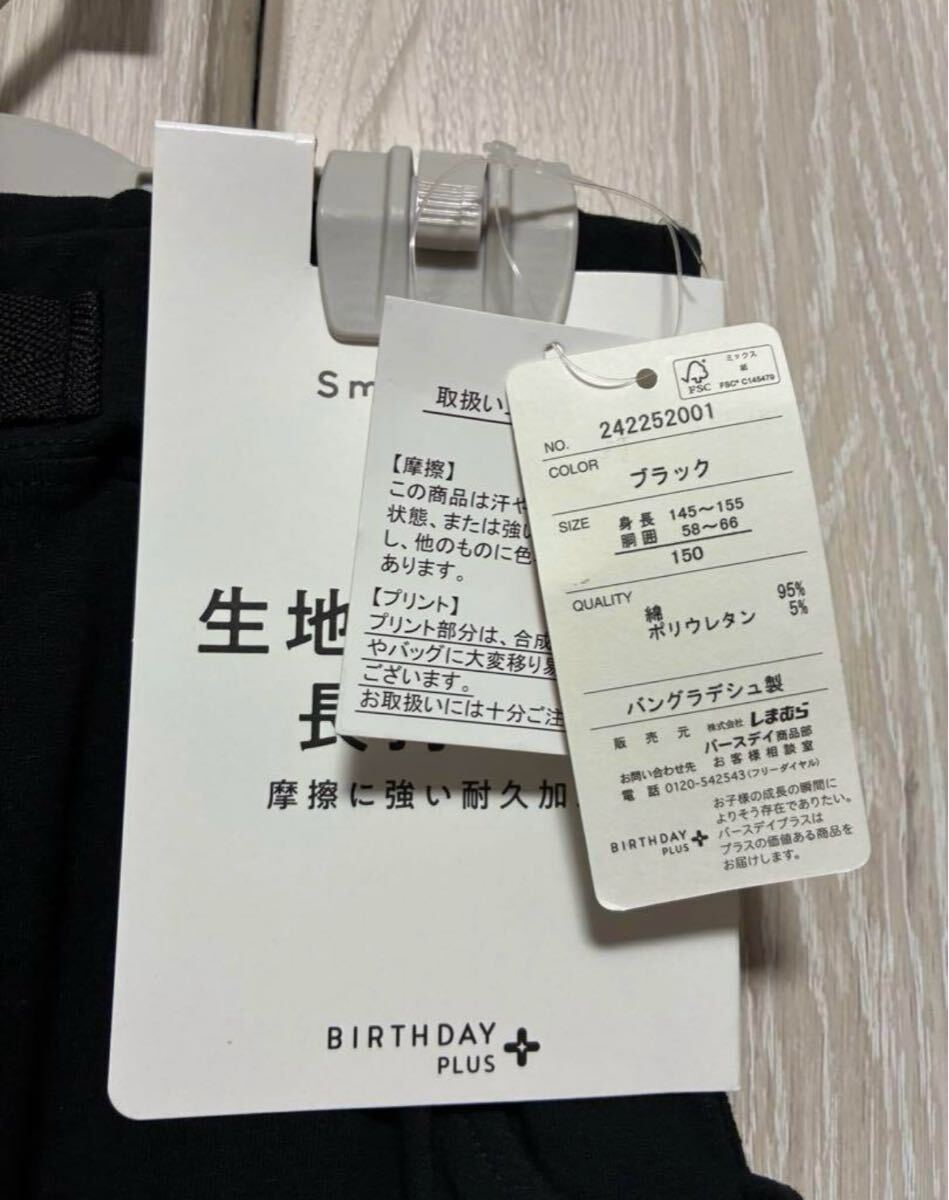 Sm
生地
摩擦に強い耐久加
BIRTHDAY
PLUS
取扱い
【摩擦】
この商品は汗や
状態、または強い
し、他のものに色
あります。
【プリント】
プリント部分は、合成
やバッグに大変移り易
ございます。
お取扱いには十分ご注
ミックス
紙
FSC
FSC® C145479
NO. 242252001
COLOR ブラック
SIZE 身長 145～155
胴囲 58～66
150
QUALITY 綿 95%
ポリウレタン 5%
バングラデシュ製
販売元 株式会社 しまむら
バースデイ商品部
お問い合わせ先 お客様相談室
電話 0120-542543(フリーダイヤル)
BIRTHDAY
PLUS
お子様の成長の瞬間に
よりそう存在でありたい。
バースデイプラスは
プラスの価値ある商品を
お届けします。